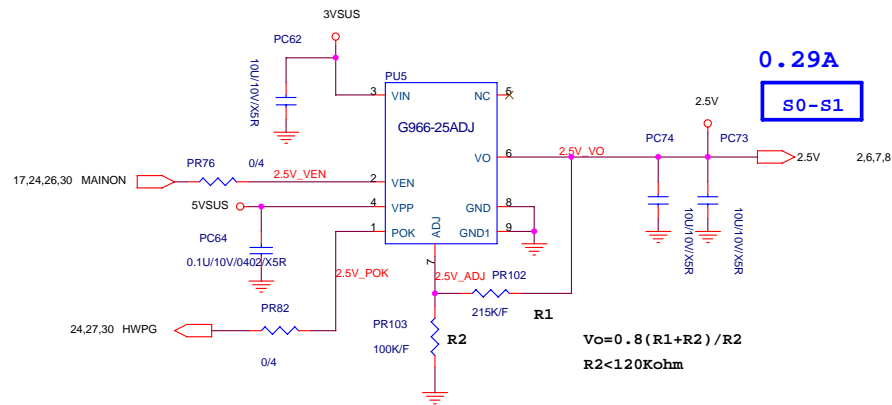 3VSUS
PC62
10U/10V/X5R
PU5
0.29A
S0-S1
3 VIN
NC 5
G966-25ADJ
2.5V
PC74
PC73
VO 6
2.5V_VO
2.5V
2,6,7,8
PR76
0/4
17,24,26,30 MAINON
2.5V_VEN
2 VEN
5VSUS
4 VPP
GND 8
1 POK
GND1 9
ADJ
7
10U/10V/X5R
10U/10V/X5R
PC64
0.1U/10V/0402/X5R
2.5V_POK
2.5V_ADJ
PR102
215K/F
R1
PR82
24,27,30 HWPG
0/4
PR103
100K/F
R2
Vo=0.8(R1+R2)/R2
R2<120Kohm